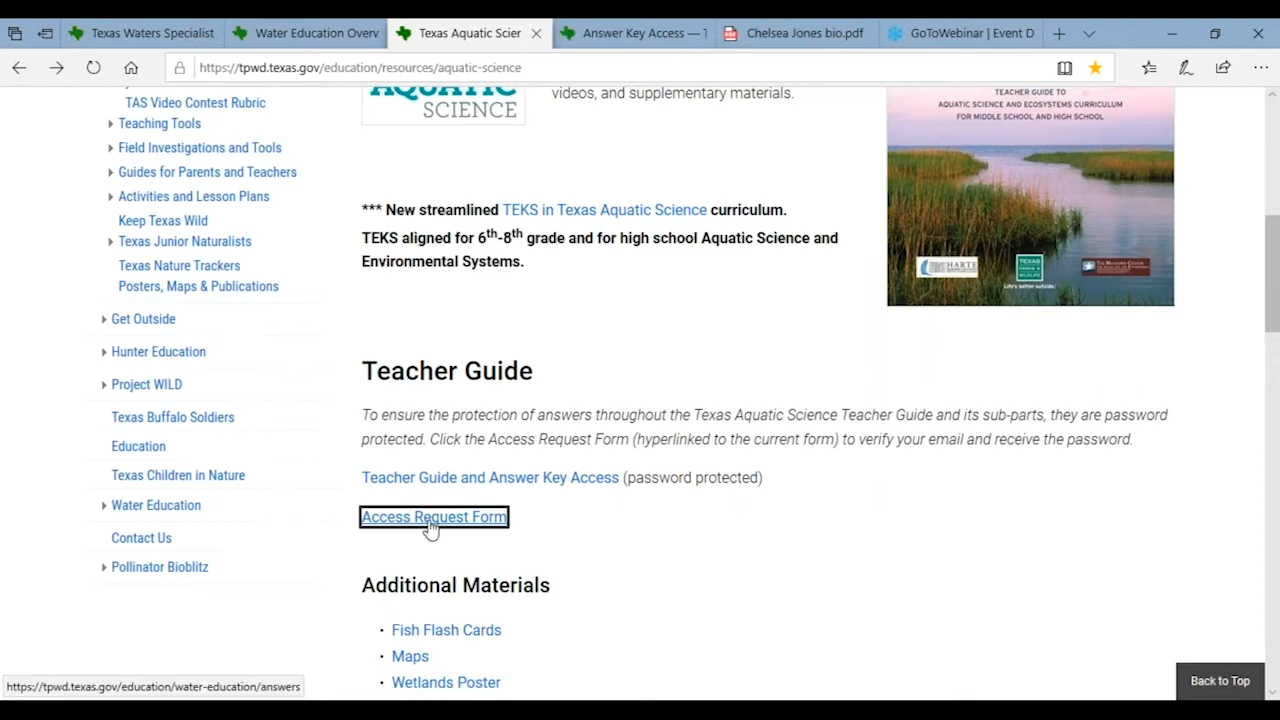 Texas Waters Specialist
Water Education Overv
Texas Aquatic Scier
Answer Key Access — T
Chelsea Jones bio.pdf
GoToWebinar | Event D
https://tpwd.texas.gov/education/resources/aquatic-science
TAS Video Contest Rubric
Teaching Tools
Field Investigations and Tools
Guides for Parents and Teachers
Activities and Lesson Plans
Keep Texas Wild
Texas Junior Naturalists
Texas Nature Trackers
Posters, Maps & Publications
Get Outside
Hunter Education
Project WILD
Texas Buffalo Soldiers
Education
Texas Children in Nature
Water Education
Contact Us
Pollinator Bioblitz
AQUATIC
SCIENCE
videos, and supplementary materials.
*** New streamlined TEKS in Texas Aquatic Science curriculum.
TEKS aligned for 6th-8th grade and for high school Aquatic Science and
Environmental Systems.
TEACHER GUIDE TO
AQUATIC SCIENCE AND ECOSYSTEMS CURRICULUM
FOR MIDDLE SCHOOL AND HIGH SCHOOL
HARTE
TEXAS
Life's better outside.
Teacher Guide
To ensure the protection of answers throughout the Texas Aquatic Science Teacher Guide and its sub-parts, they are password
protected. Click the Access Request Form (hyperlinked to the current form) to verify your email and receive the password.
Teacher Guide and Answer Key Access (password protected)
Access Request Form
Additional Materials
• Fish Flash Cards
• Maps
• Wetlands Poster
https://tpwd.texas.gov/education/water-education/answers
Back to Top